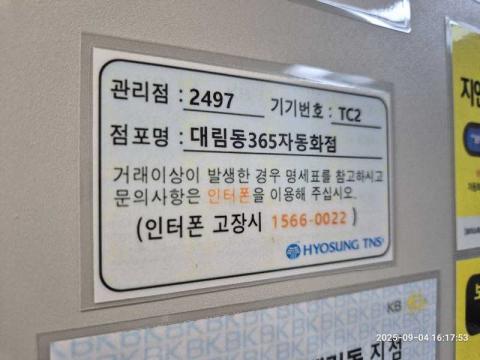 관리점 : 2497 기기번호 : TC2
점포명 : 대림동365자동화점
거래이상이 발생한 경우 명세표를 참고하시고
문의사항은 인터폰을 이용해 주십시오.
(인터폰 고장시 1566-0022 )
HYOSUNG TNS
KB
2025-09-04 16:17:53